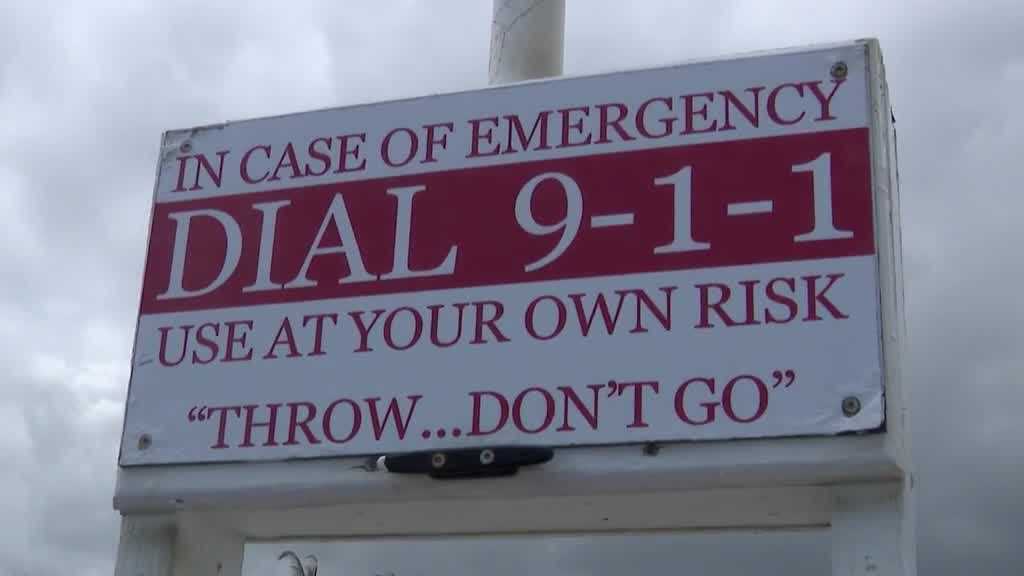 IN CASE OF EMERGENCY
DIAL 9-1-1
USE AT YOUR OWN RISK
“THROW...DON’T GO”